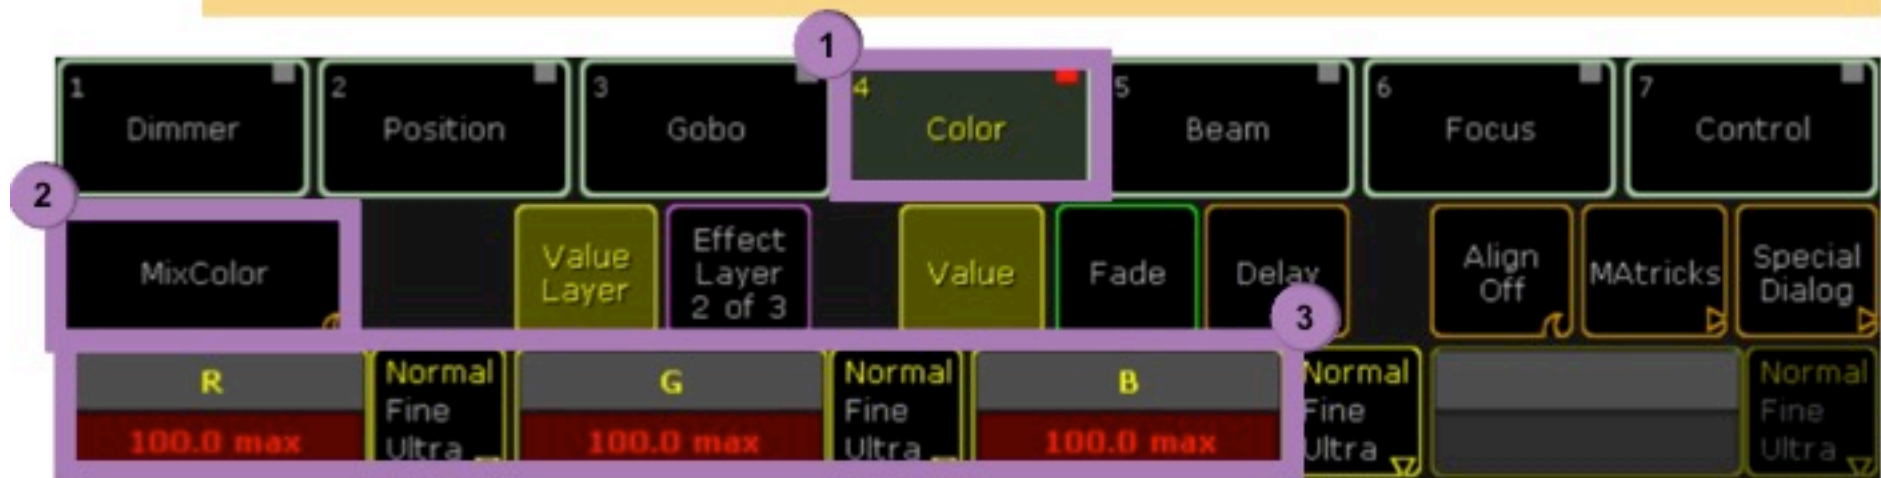 1
1 Dimmer
2 Position
3 Gobo
4 Color
5 Beam
6 Focus
7 Control
2
MixColor
Value
Layer
Effect
Layer
2 of 3
Value
Fade
Delay
Align
Off
MAtricks
Special
Dialog
3
R
100.0 max
Normal
Fine
Ultra
G
100.0 max
Normal
Fine
Ultra
B
100.0 max
Normal
Fine
Ultra
Normal
Fine
Ultra